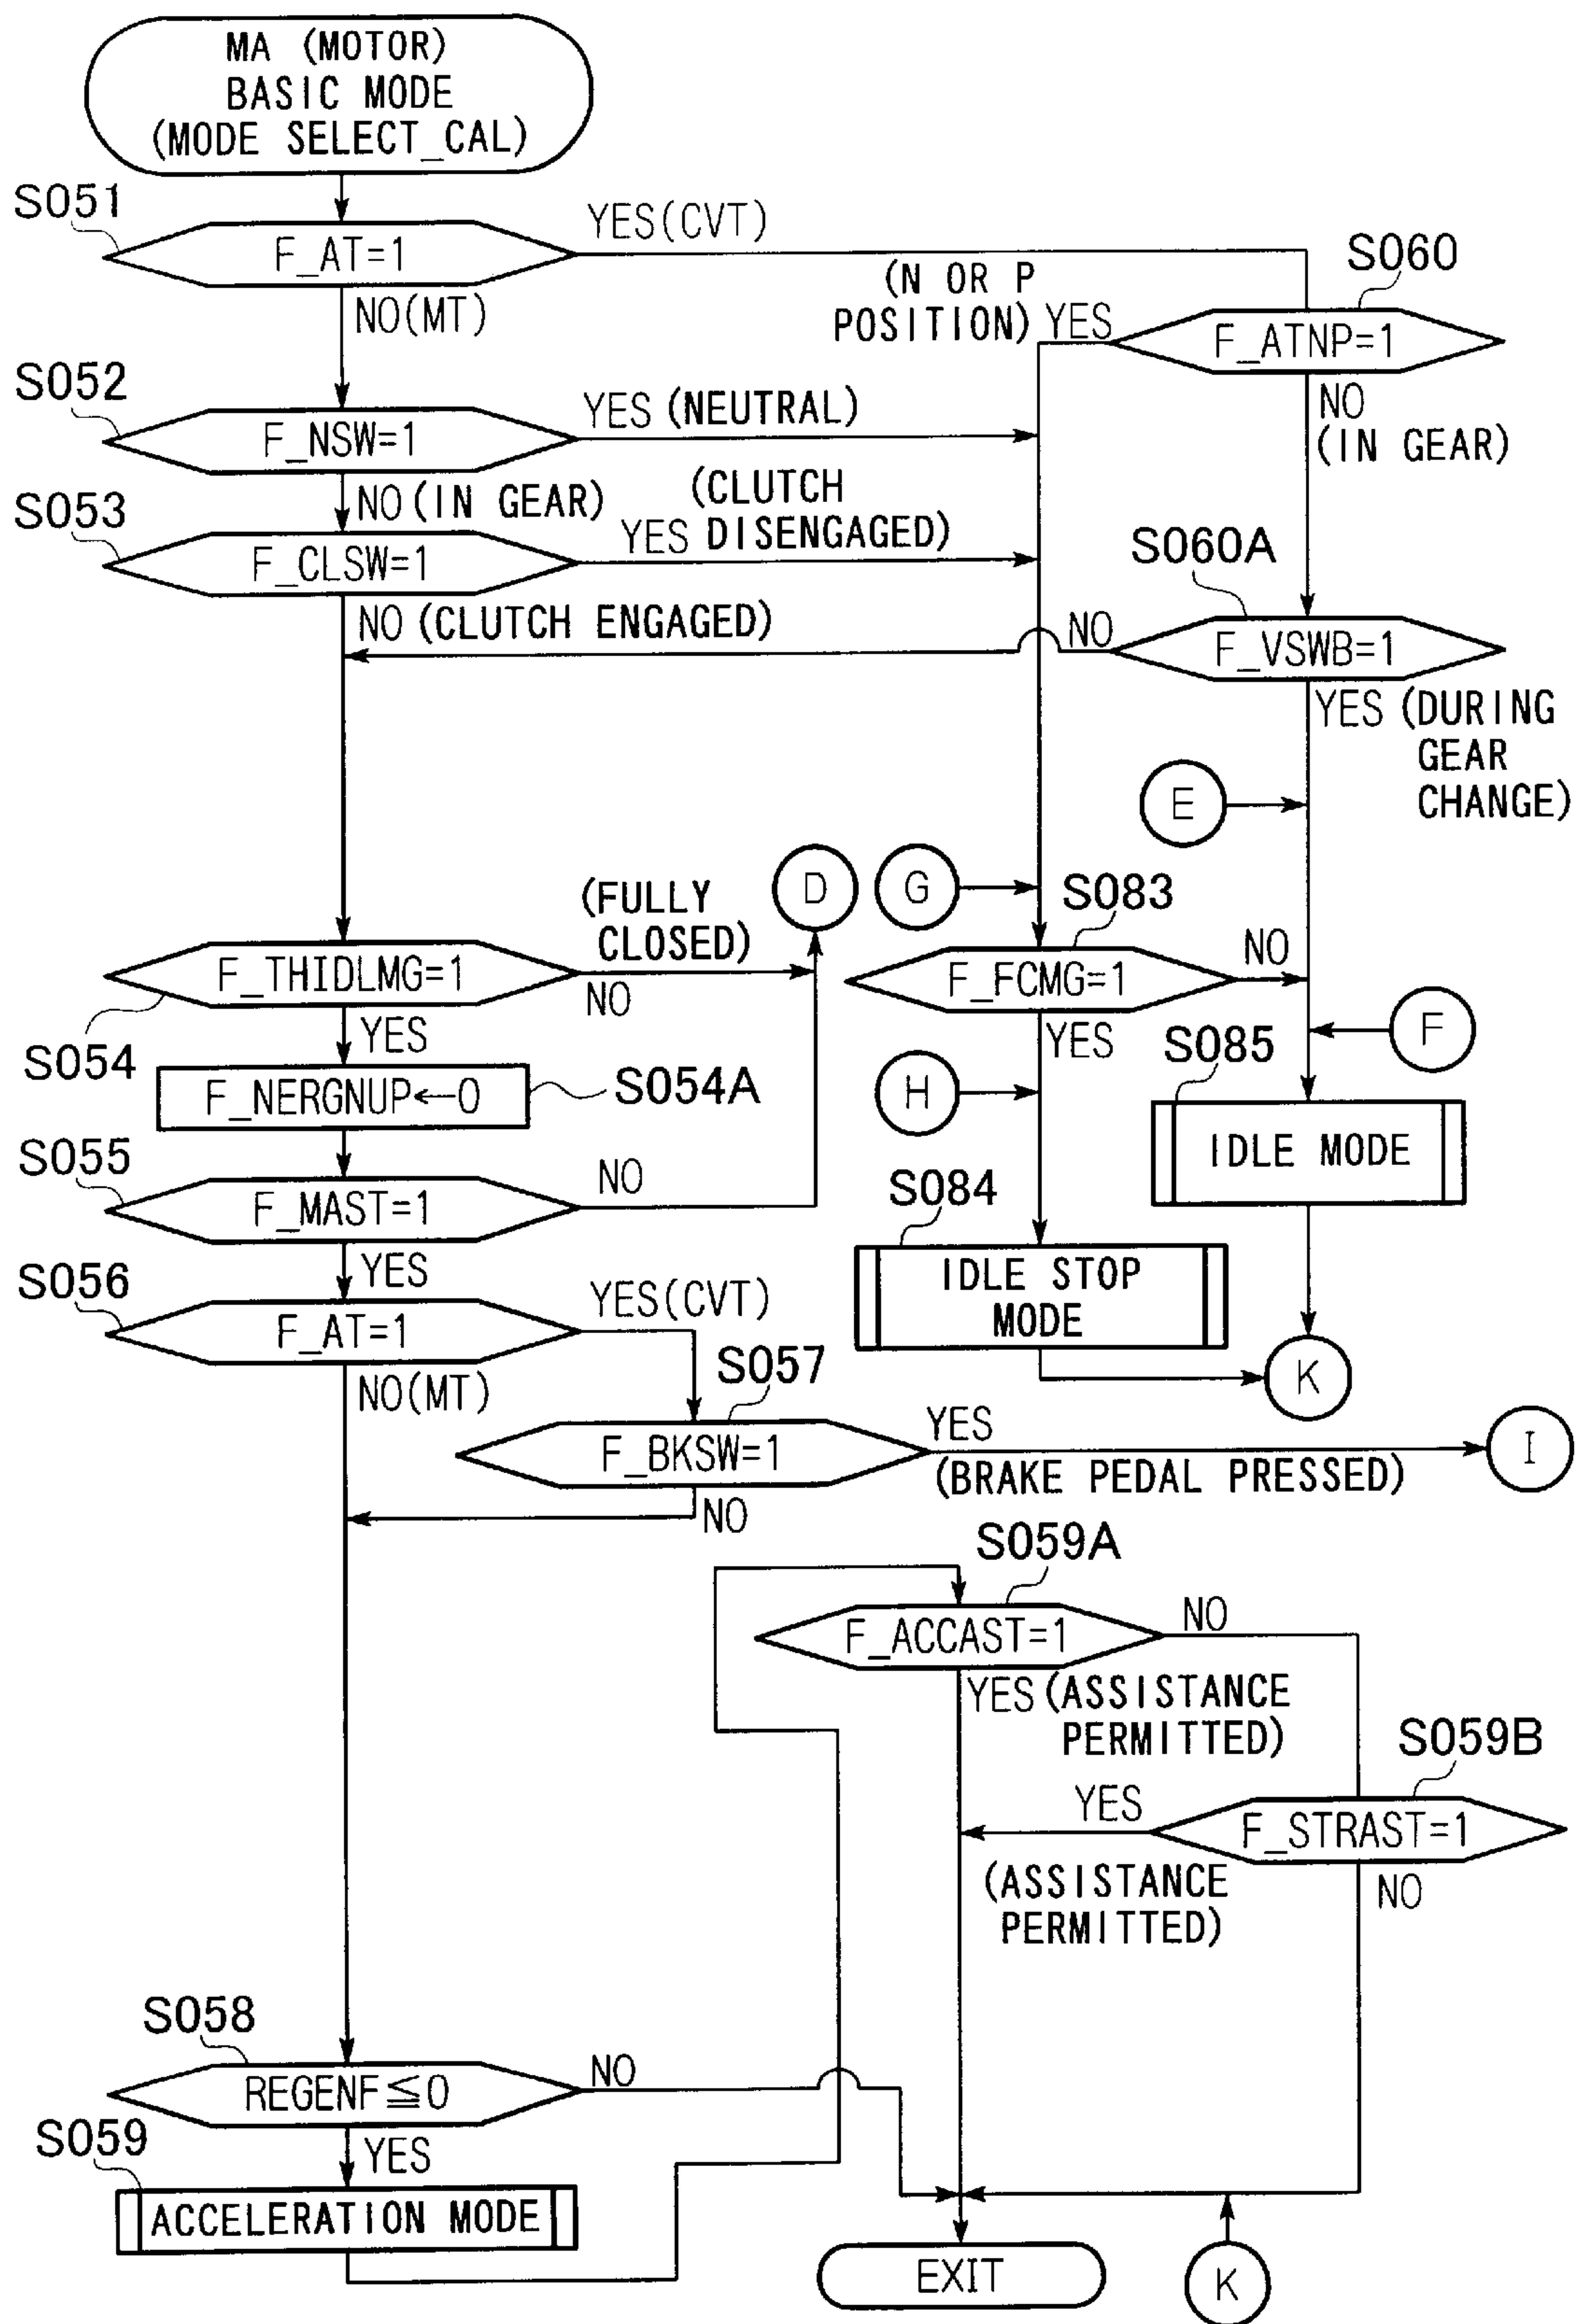 MA (MOTOR)
BASIC MODE
(MODE SELECT_CAL)
S051
F_AT=1
YES(CVT)
NO(MT)
(N OR P
POSITION) YES
S060
F_ATNP=1
NO
(IN GEAR)
S052
F_NSW=1
YES (NEUTRAL)
NO (IN GEAR)
S053
F_CLSW=1
(CLUTCH
YES DISENGAGED)
NO (CLUTCH ENGAGED)
S060A
F_VSWB=1
NO
YES (DURING
GEAR
CHANGE)
E
D
G
(FULLY
CLOSED)
F_THIDLMG=1
NO
S054
YES
S083
F_FCMG=1
NO
YES
F
F_NERGNUP←0
S054A
H
S085
IDLE MODE
S055
F_MAST=1
NO
YES
S084
IDLE STOP
MODE
K
S056
F_AT=1
YES(CVT)
NO(MT)
S057
F_BKSW=1
YES
(BRAKE PEDAL PRESSED)
I
NO
S059A
F_ACCAST=1
NO
YES (ASSISTANCE
PERMITTED)
S059B
F_STRAST=1
YES
(ASSISTANCE
PERMITTED)
NO
S058
REGENF≦0
NO
YES
S059
ACCELERATION MODE
EXIT
K